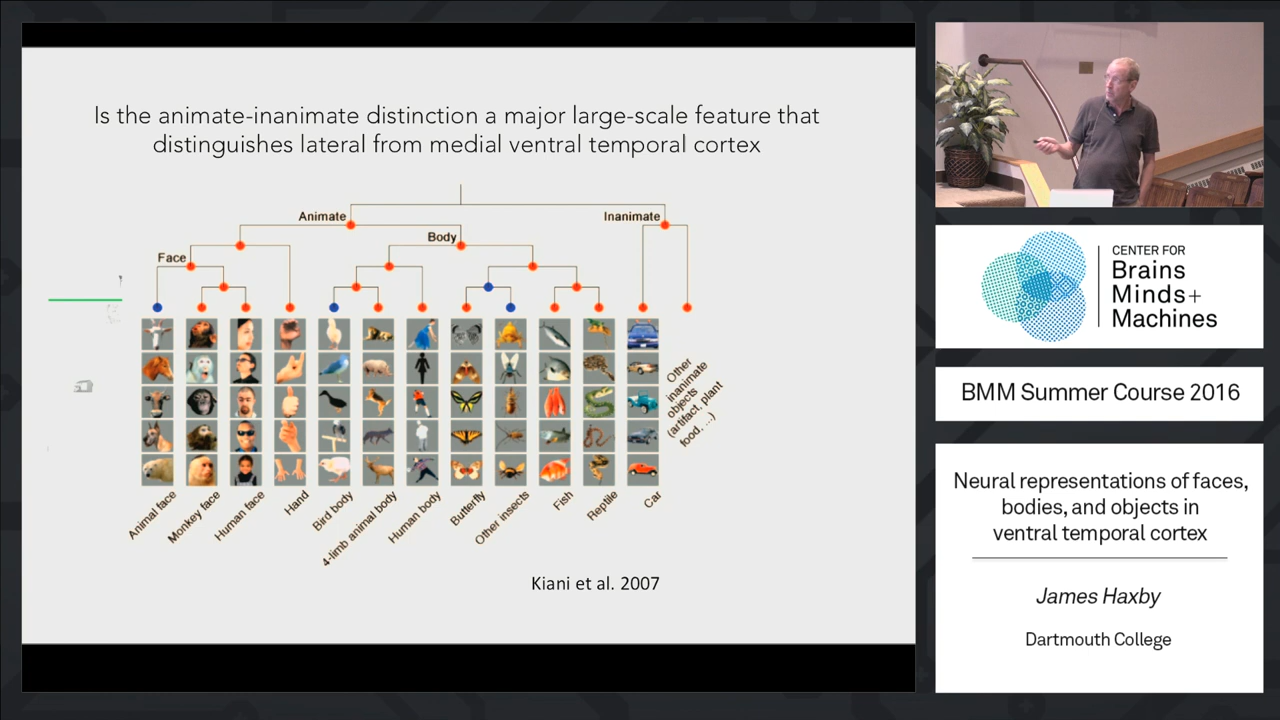 Is the animate-inanimate distinction a major large-scale feature that
distinguishes lateral from medial ventral temporal cortex
Animate
Inanimate
Body
Face
Other
inanimate
objects
(artifact, plant
food, ...)
Animal face
Monkey face
Human face
Hand
Bird body
4-limb animal body
Human body
Butterfly
Other insects
Fish
Reptile
Car
Kiani et al. 2007
CENTER FOR
Brains
Minds+
Machines
BMM Summer Course 2016
Neural representations of faces,
bodies, and objects in
ventral temporal cortex
James Haxby
Dartmouth College